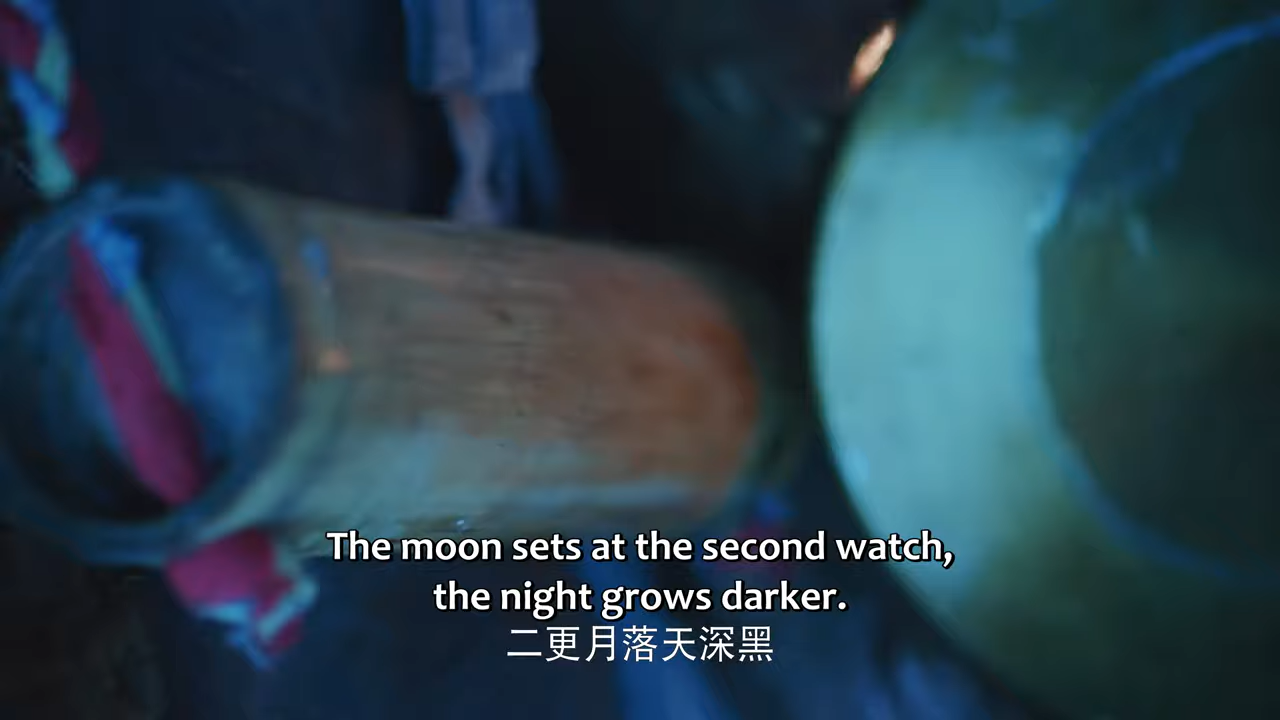 The moon sets at the second watch,
the night grows darker.
二更月落天深黑